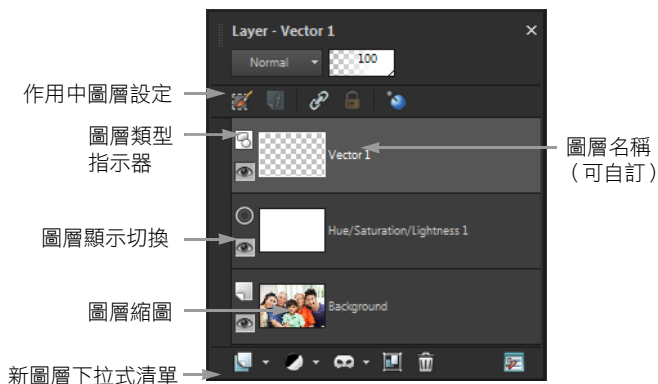 Layer - Vector 1
Normal
100
作用中圖層設定
圖層類型
指示器
Vector 1
圖層名稱
（可自訂）
圖層顯示切換
Hue/Saturation/Lightness 1
圖層縮圖
Background
新圖層下拉式清單